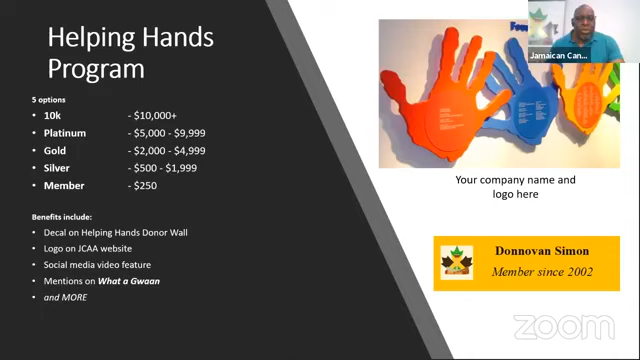 Helping Hands
Program
5 options
• 10k - $10,000+
• Platinum - $5,000 - $9,999
• Gold - $2,000 - $4,999
• Silver - $500 - $1,999
• Member - $250
Benefits include:
• Decal on Helping Hands Donor Wall
• Logo on JCAA website
• Social media video feature
• Mentions on What a Gwaan
• and MORE
Jamaican Can...
Your company name and
logo here
Donnovan Simon
Member since 2002
zoom